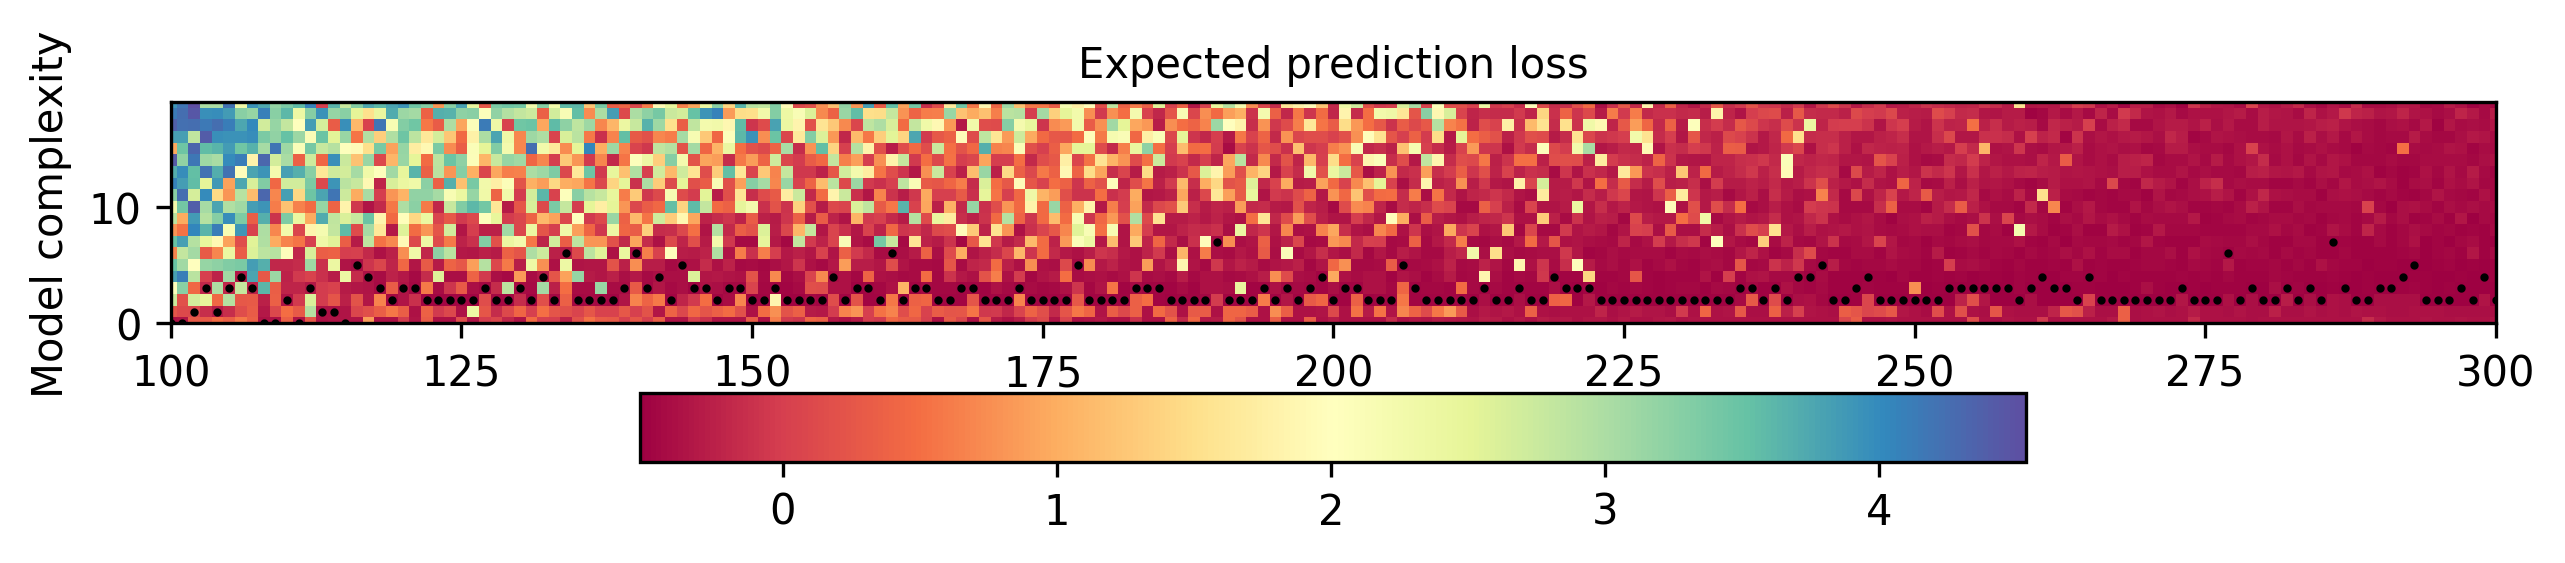 Expected prediction loss
Model complexity
10
0
100 125 150 175 200 225 250 275 300
0 1 2 3 4